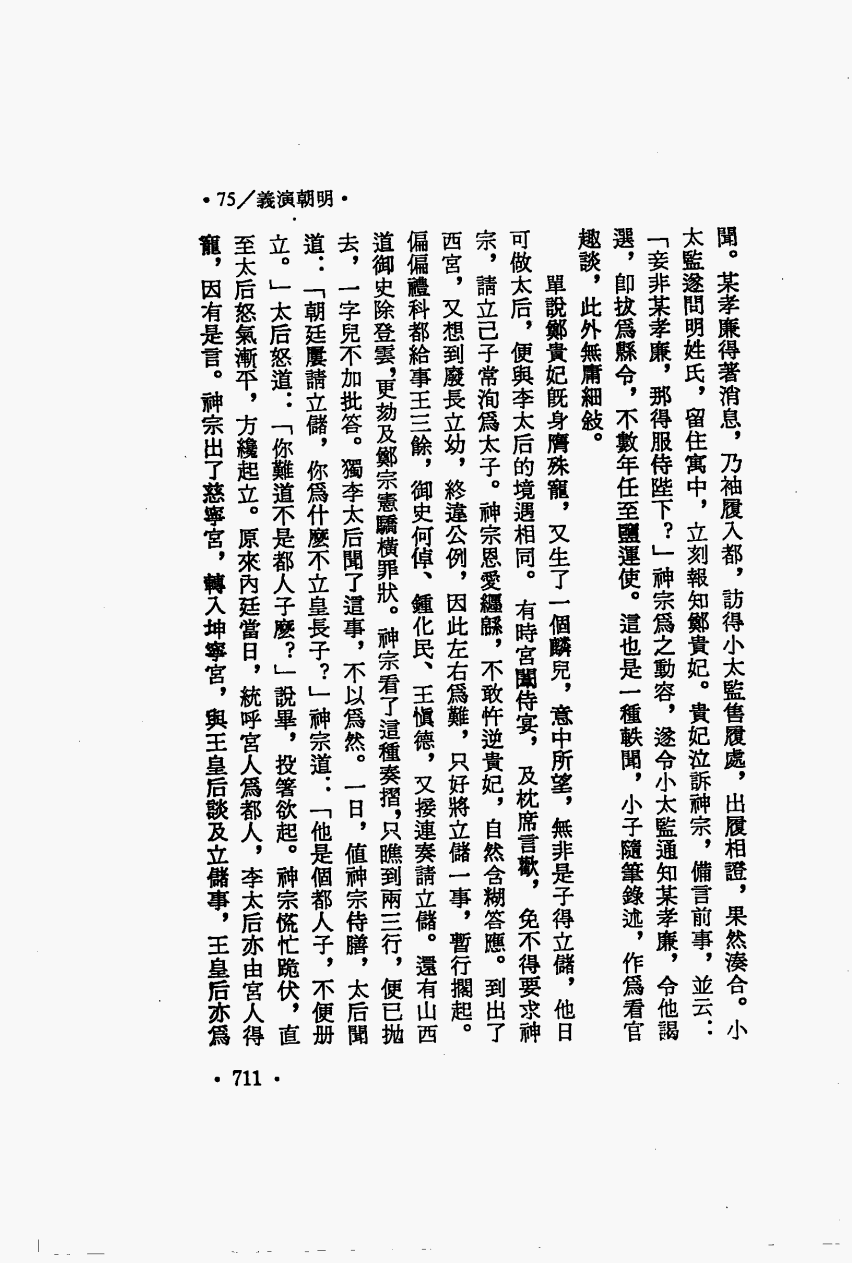 •75/義演朝明•
聞。某孝廉得著消息，乃袖履入都，訪得小太監售履處，出履相證，果然湊合。小
太監遂問明姓氏，留住寓中，立刻報知鄭貴妃。貴妃泣訴神宗，備言前事，並云：
「妾非某孝廉，那得服侍陛下？」神宗爲之動容，遂令小太監通知某孝廉，令他謁
選，卽拔爲縣令，不數年任至鹽運使。這也是一種軼聞，小子隨筆錄述，作爲看官
趣談，此外無庸細敍。
單說鄭貴妃旣身膺殊寵，又生了一個麟兒，意中所望，無非是子得立儲，他日
可做太后，便與李太后的境遇相同。有時宮闈侍宴，及枕席言歡，免不得要求神
宗，請立己子常洵爲太子。神宗恩愛纏緜，不敢忤逆貴妃，自然含糊答應。到出了
西宮，又想到廢長立幼，終違公例，因此左右爲難，只好將立儲一事，暫行擱起。
偏偏禮科都給事王三餘，御史何倬、鍾化民、王愼德，又接連奏請立儲。還有山西
道御史除登雲，更劾及鄭宗憲驕橫罪狀。神宗看了這種奏摺，只瞧到兩三行，便已拋
去，一字兒不加批答。獨李太后聞了這事，不以爲然。一日，值神宗侍膳，太后聞
道：「朝廷屢請立儲，你爲什麼不立皇長子？」神宗道：「他是個都人子，不便册
立。」太后怒道：「你難道不是都人子麼？」說畢，投箸欲起。神宗慌忙跪伏，直
至太后怒氣漸平，方纔起立。原來內廷當日，統呼宮人爲都人，李太后亦由宮人得
寵，因有是言。神宗出了慈寧宮，轉入坤寧宮，與王皇后談及立儲事，王皇后亦爲
•711•